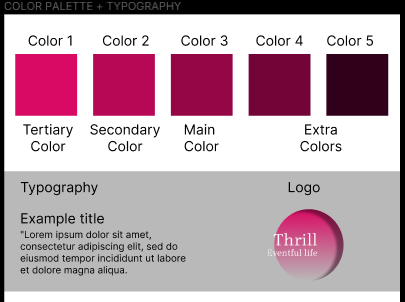 COLOR PALETTE + TYPOGRAPHY
Color 1 Color 2 Color 3 Color 4 Color 5
Tertiary Color
Secondary Color
Main Color
Extra Colors
Typography
Logo
Example title
"Lorem ipsum dolor sit amet,
consectetur adipiscing elit, sed do
eiusmod tempor incididunt ut labore
et dolore magna aliqua.
Thrill
Eventful life